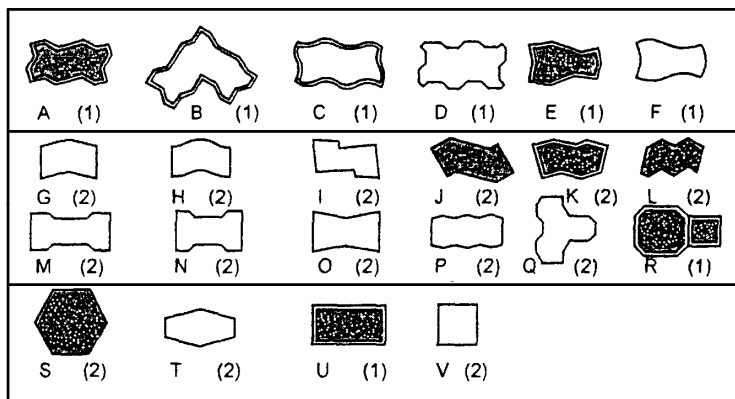 A (1) B (1) C (1) D (1) E (1) F (1)
G (2) H (2) I (2) J (2) K (2) L (2)
M (2) N (2) O (2) P (2) Q (2) R (1)
S (2) T (2) U (1) V (2)